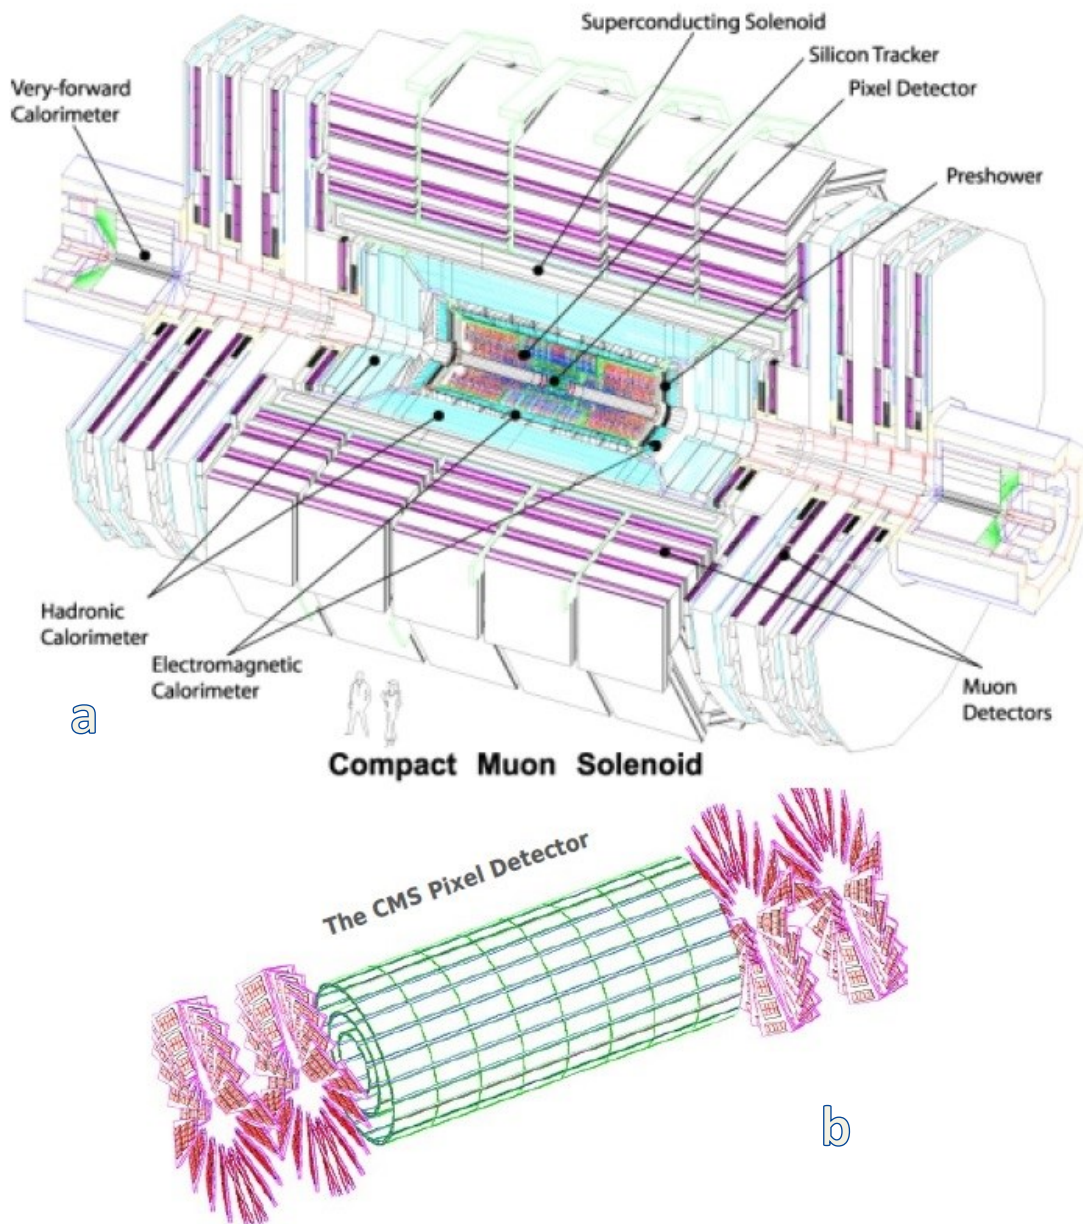 Superconducting Solenoid
Silicon Tracker
Pixel Detector
Very-forward
Calorimeter
Preshower
Hadronic
Calorimeter
Electromagnetic
Calorimeter
Muon
Detectors
a
Compact Muon Solenoid
The CMS Pixel Detector
b